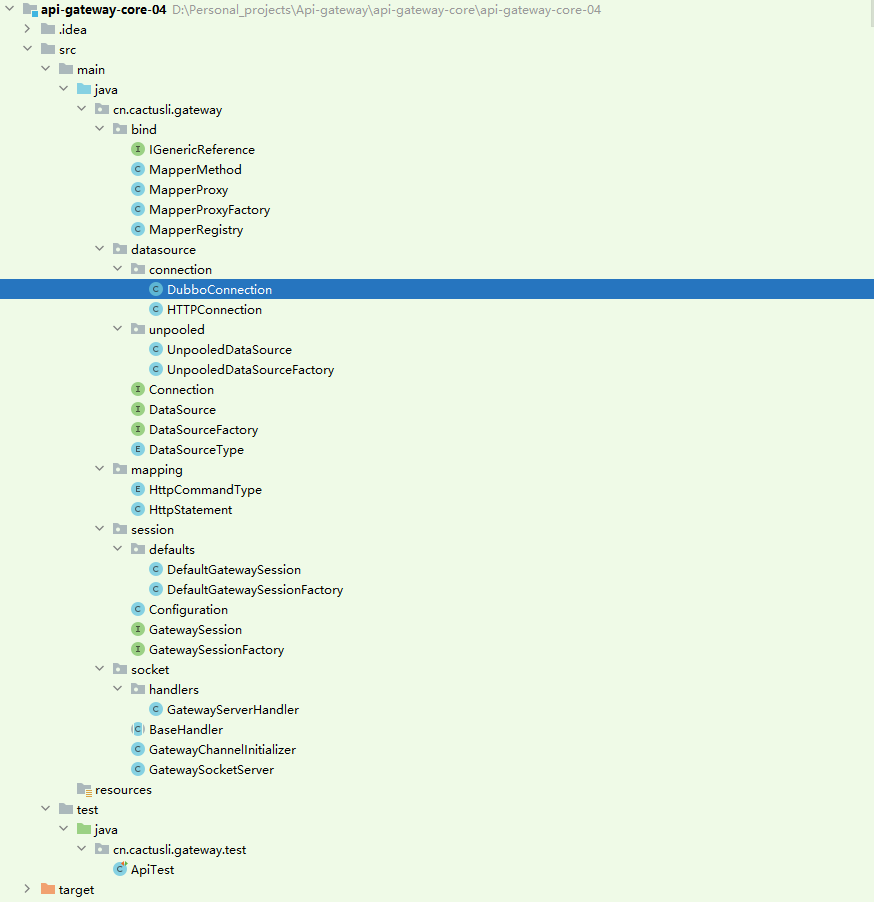 api-gateway-core-04 D:\Personal_projects\Api-gateway\api-gateway-core\api-gateway-core-04
.idea
src
main
java
cn.cactusli.gateway
bind
IGenericReference
MapperMethod
MapperProxy
MapperProxyFactory
MapperRegistry
datasource
connection
DubboConnection
HTTPConnection
unpooled
UnpooledDataSource
UnpooledDataSourceFactory
Connection
DataSource
DataSourceFactory
DataSourceType
mapping
HttpCommandType
HttpStatement
session
defaults
DefaultGatewaySession
DefaultGatewaySessionFactory
Configuration
GatewaySession
GatewaySessionFactory
socket
handlers
GatewayServerHandler
BaseHandler
GatewayChannelInitializer
GatewaySocketServer
resources
test
java
cn.cactusli.gateway.test
ApiTest
target